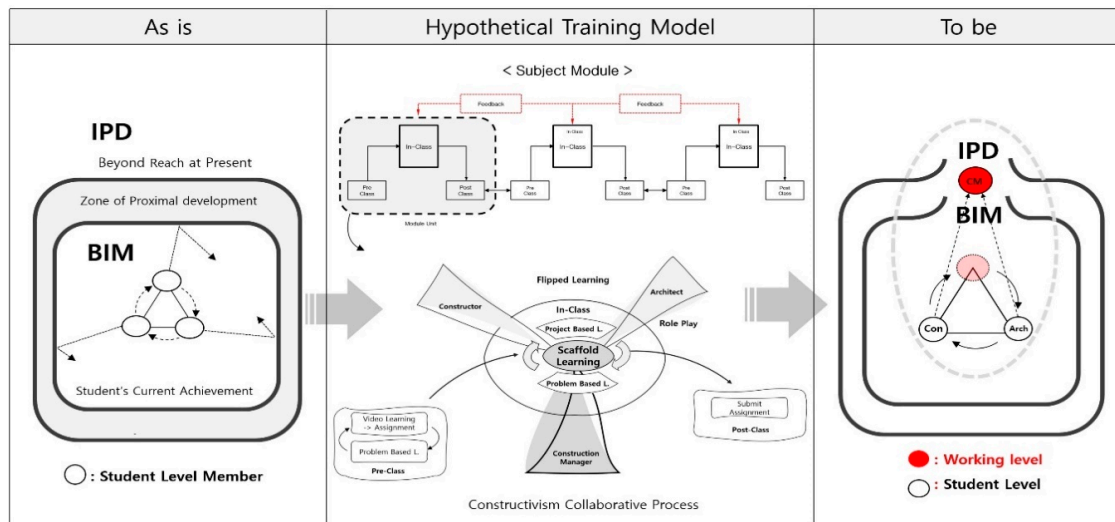 As is
Hypothetical Training Model
To be
IPD
Beyond Reach at Present
Zone of Proximal development
BIM
Student's Current Achievement
: Student Level Member
< Subject Module >
Feedback
Feedback
In-Class
In Class
In-Class
In Class
In-Class
Pre
Class
Post
Class
Pre
Class
Post
Class
Pre
Class
Post
Class
Module Unit
Flipped Learning
Constructor
Architect
In-Class
Role Play
Project Based L.
Scaffold
Learning
Problem Based L.
Video Learning
-> Assignment
Problem Based L.
Pre-Class
Submit
Assignment
Post-Class
Construction
Manager
Constructivism Collaborative Process
IPD
CM
BIM
Con
Arch
: Working level
: Student Level